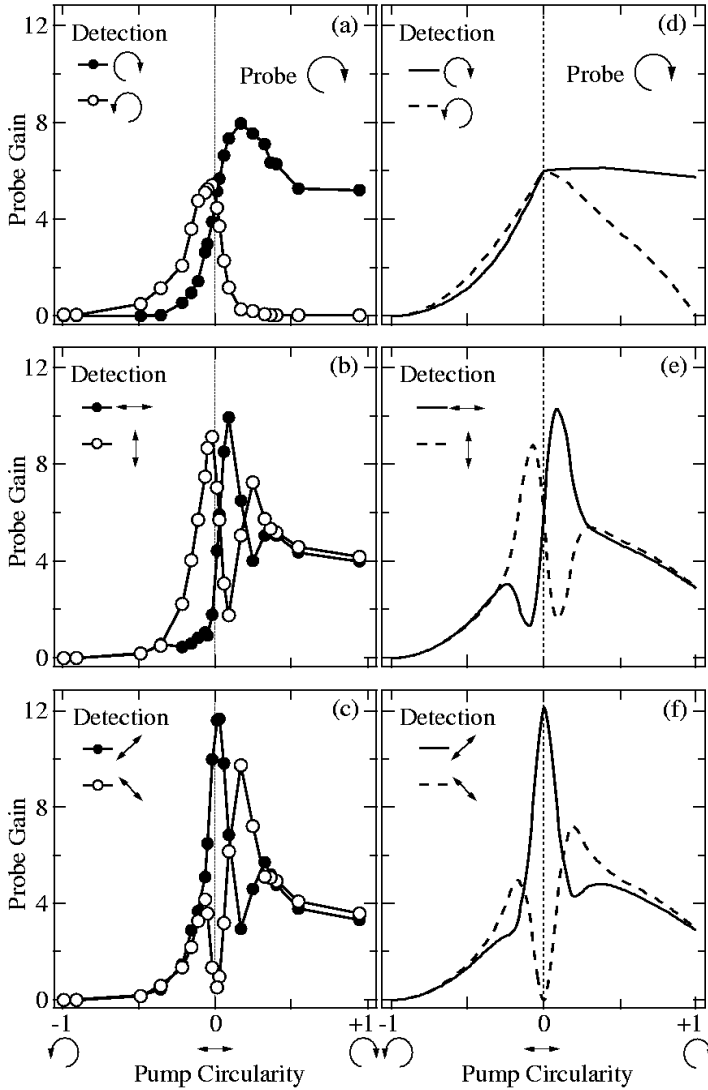 12
8
4
0
Probe Gain
Detection
(a)
Probe
Detection
(d)
Probe
12
8
4
0
Probe Gain
Detection
(b)
Detection
(e)
12
8
4
0
Probe Gain
Detection
(c)
Detection
(f)
-1
0
+1
-1
0
+1
Pump Circularity
Pump Circularity